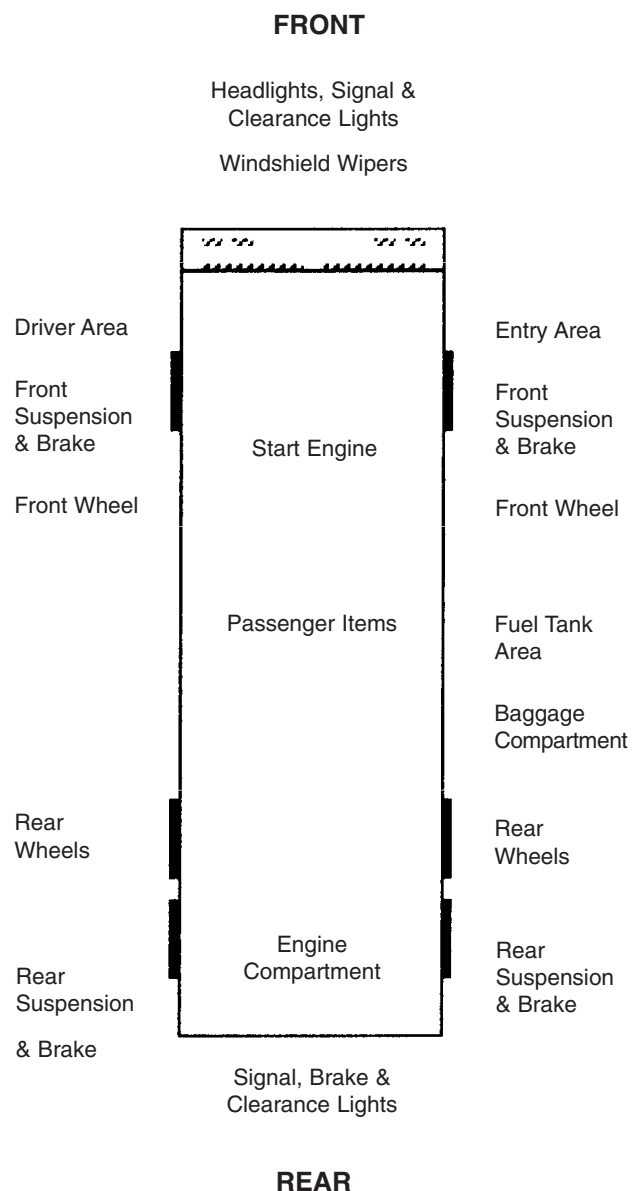 FRONT
Headlights, Signal &
Clearance Lights
Windshield Wipers
Driver Area
Front
Suspension
& Brake
Front Wheel
Rear
Wheels
Rear
Suspension
& Brake
Start Engine
Passenger Items
Engine
Compartment
Entry Area
Front
Suspension
& Brake
Front Wheel
Fuel Tank
Area
Baggage
Compartment
Rear
Wheels
Rear
Suspension
& Brake
Signal, Brake &
Clearance Lights
REAR